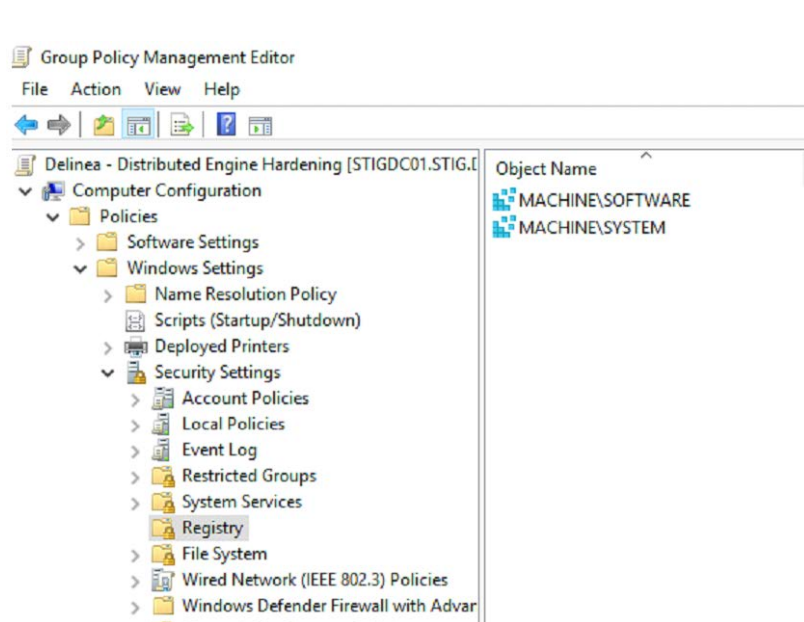 Group Policy Management Editor
File Action View Help
Delinea - Distributed Engine Hardening [STIGDC01.STIG.
Computer Configuration
Policies
Software Settings
Windows Settings
Name Resolution Policy
Scripts (Startup/Shutdown)
Deployed Printers
Security Settings
Account Policies
Local Policies
Event Log
Restricted Groups
System Services
Registry
File System
Wired Network (IEEE 802.3) Policies
Windows Defender Firewall with Advar
Object Name
MACHINE\SOFTWARE
MACHINE\SYSTEM